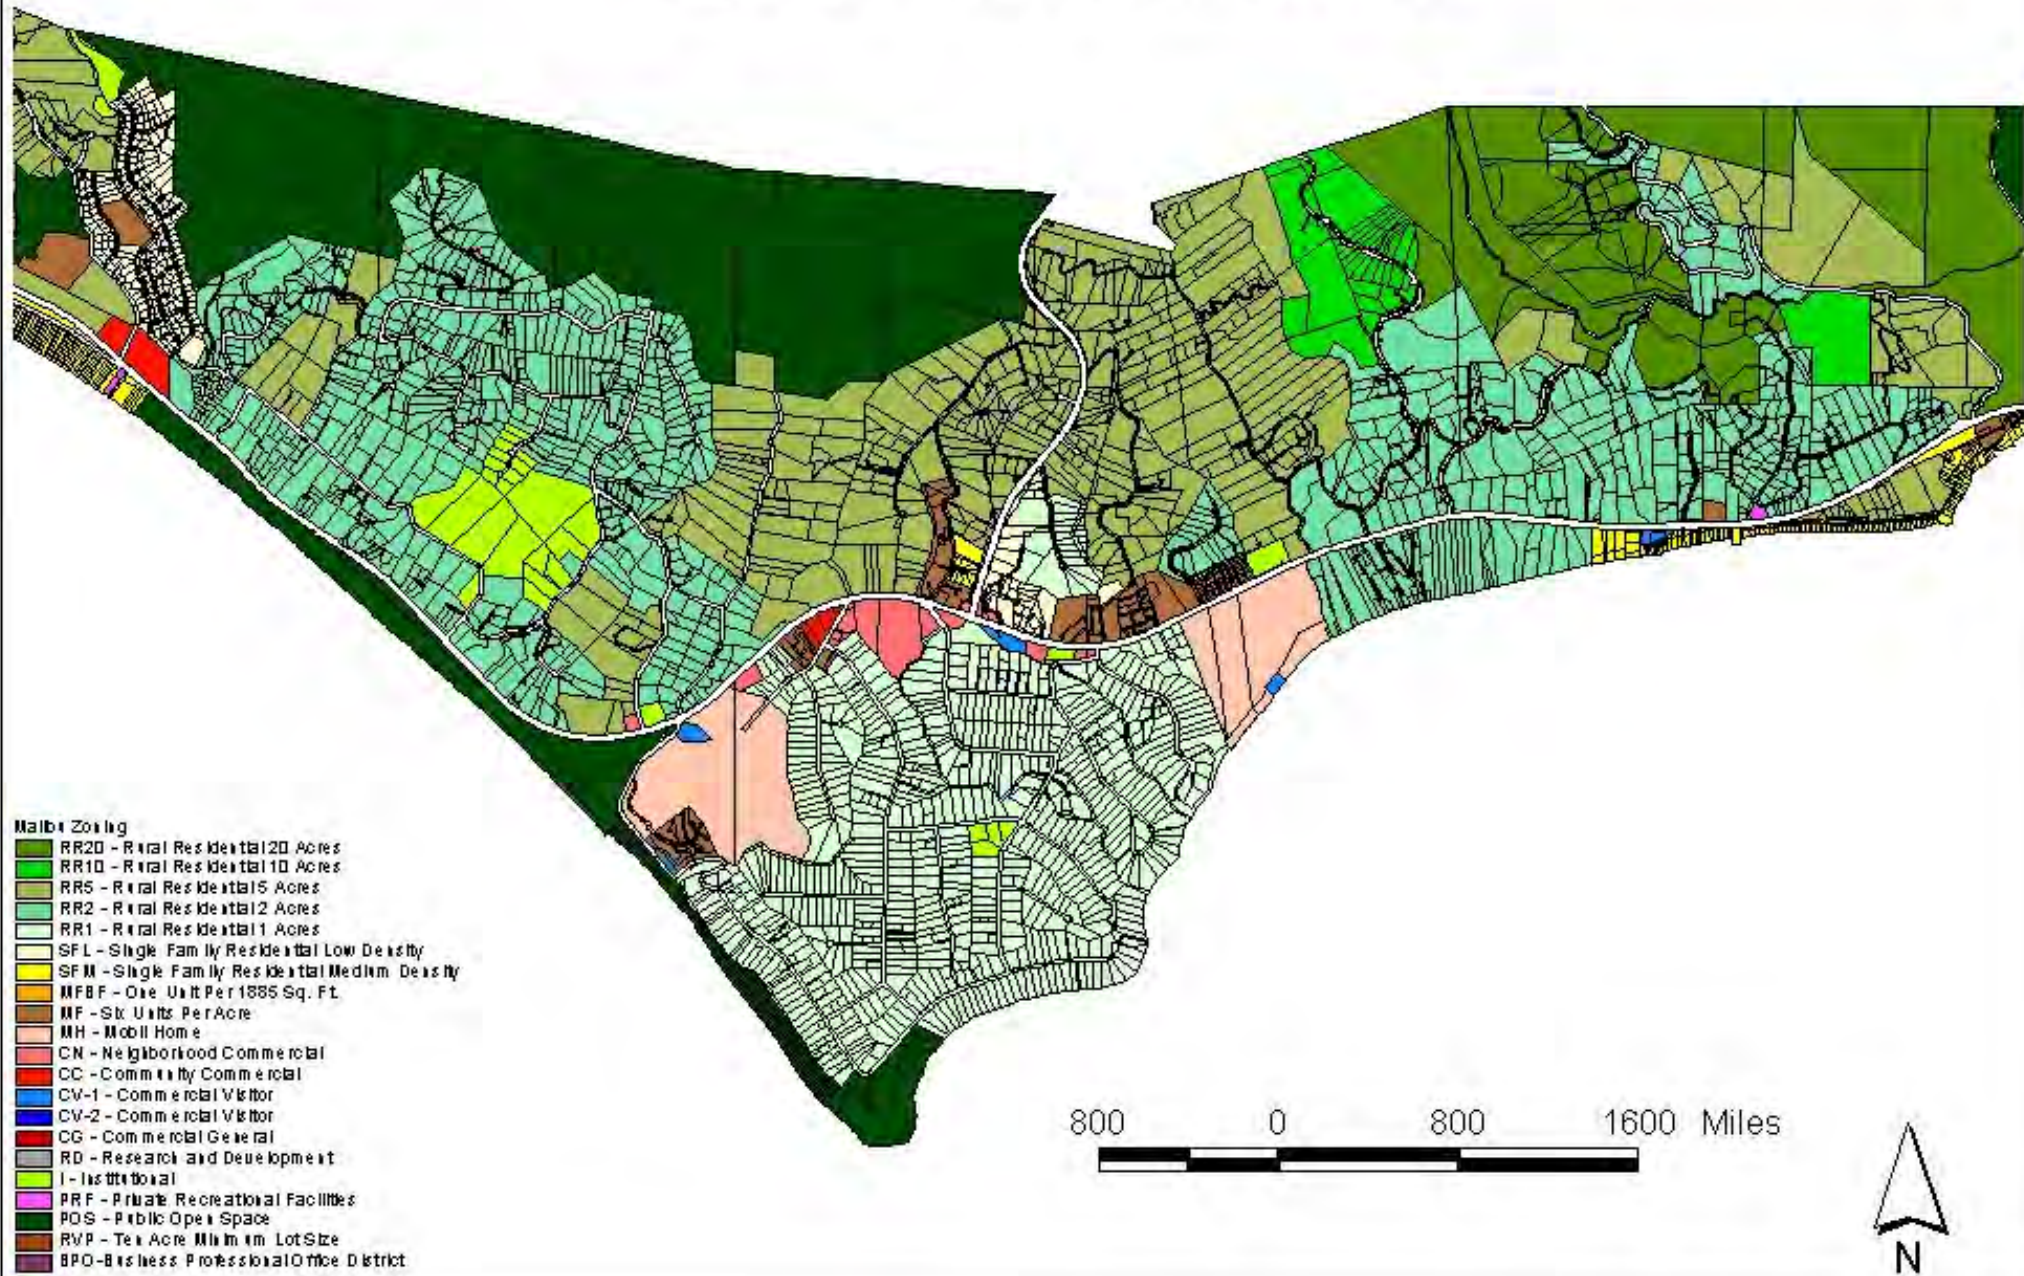 Malibu Zoning
RR20 - Rural Residential 20 Acres
RR10 - Rural Residential 10 Acres
RR5 - Rural Residential 5 Acres
RR2 - Rural Residential 2 Acres
RR1 - Rural Residential 1 Acres
SFL - Single Family Residential Low Density
SFM - Single Family Residential Medium Density
MFBF - One Unit Per 1885 Sq. Ft.
MF - Six Units Per Acre
MH - Mobil Home
CN - Neighborhood Commercial
CC - Community Commercial
CV-1 - Commercial Visitor
CV-2 - Commercial Visitor
CG - Commercial General
RD - Research and Development
I - Institutional
PRF - Private Recreational Facilities
POS - Public Open Space
RVP - Ten Acre Minimum Lot Size
BPO-Business Professional Office District
800 0 800 1600 Miles
N